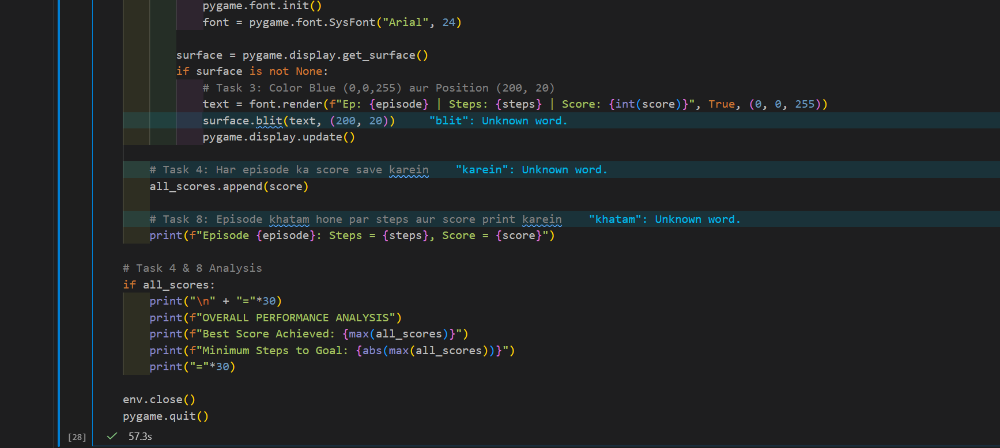 pygame.font.init()
font = pygame.font.SysFont("Arial", 24)
surface = pygame.display.get_surface()
if surface is not None:
# Task 3: Color Blue (0,0,255) aur Position (200, 20)
text = font.render(f"Ep: {episode} | Steps: {steps} | Score: {int(score)}", True, (0, 0, 255))
surface.blit(text, (200, 20)) "blit": Unknown word.
pygame.display.update()
# Task 4: Har episode ka score save karein "karein": Unknown word.
all_scores.append(score)
# Task 8: Episode khatam hone par steps aur score print karein "khatam": Unknown word.
print(f"Episode {episode}: Steps = {steps}, Score = {score}")
# Task 4 & 8 Analysis
if all_scores:
print("\n" + "="*30)
print(f"OVERALL PERFORMANCE ANALYSIS")
print(f"Best Score Achieved: {max(all_scores)}")
print(f"Minimum Steps to Goal: {abs(max(all_scores))}")
print("="*30)
env.close()
pygame.quit()
[28] 57.3s